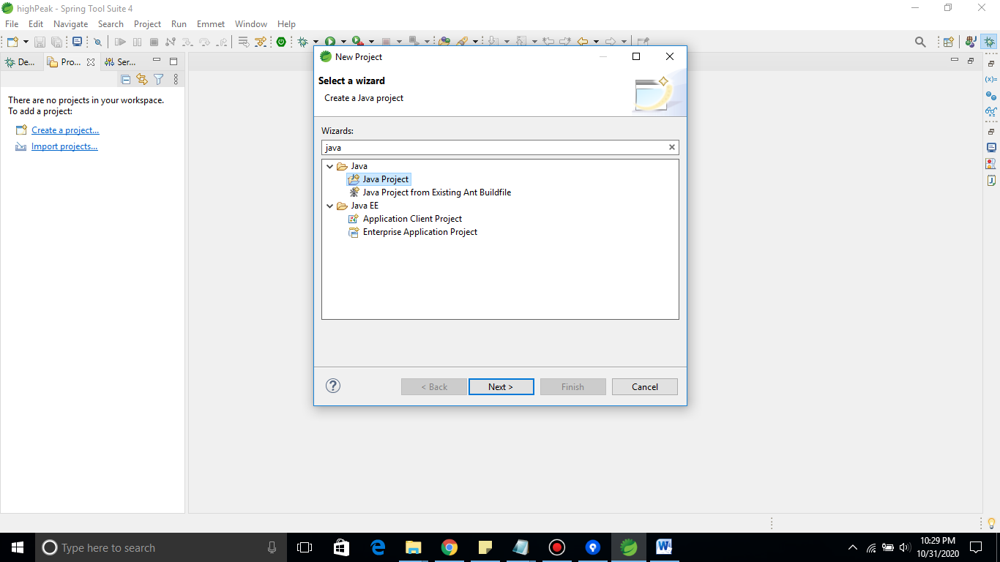 highPeak - Spring Tool Suite 4
File Edit Navigate Search Project Run Emmet Window Help
De... Pro... Ser...
There are no projects in your workspace.
To add a project:
Create a project...
Import projects...
New Project
Select a wizard
Create a Java project
Wizards:
java
Java
Java Project
Java Project from Existing Ant Buildfile
Java EE
Application Client Project
Enterprise Application Project
< Back Next > Finish Cancel
(x)=
Type here to search
10:29 PM
10/31/2020